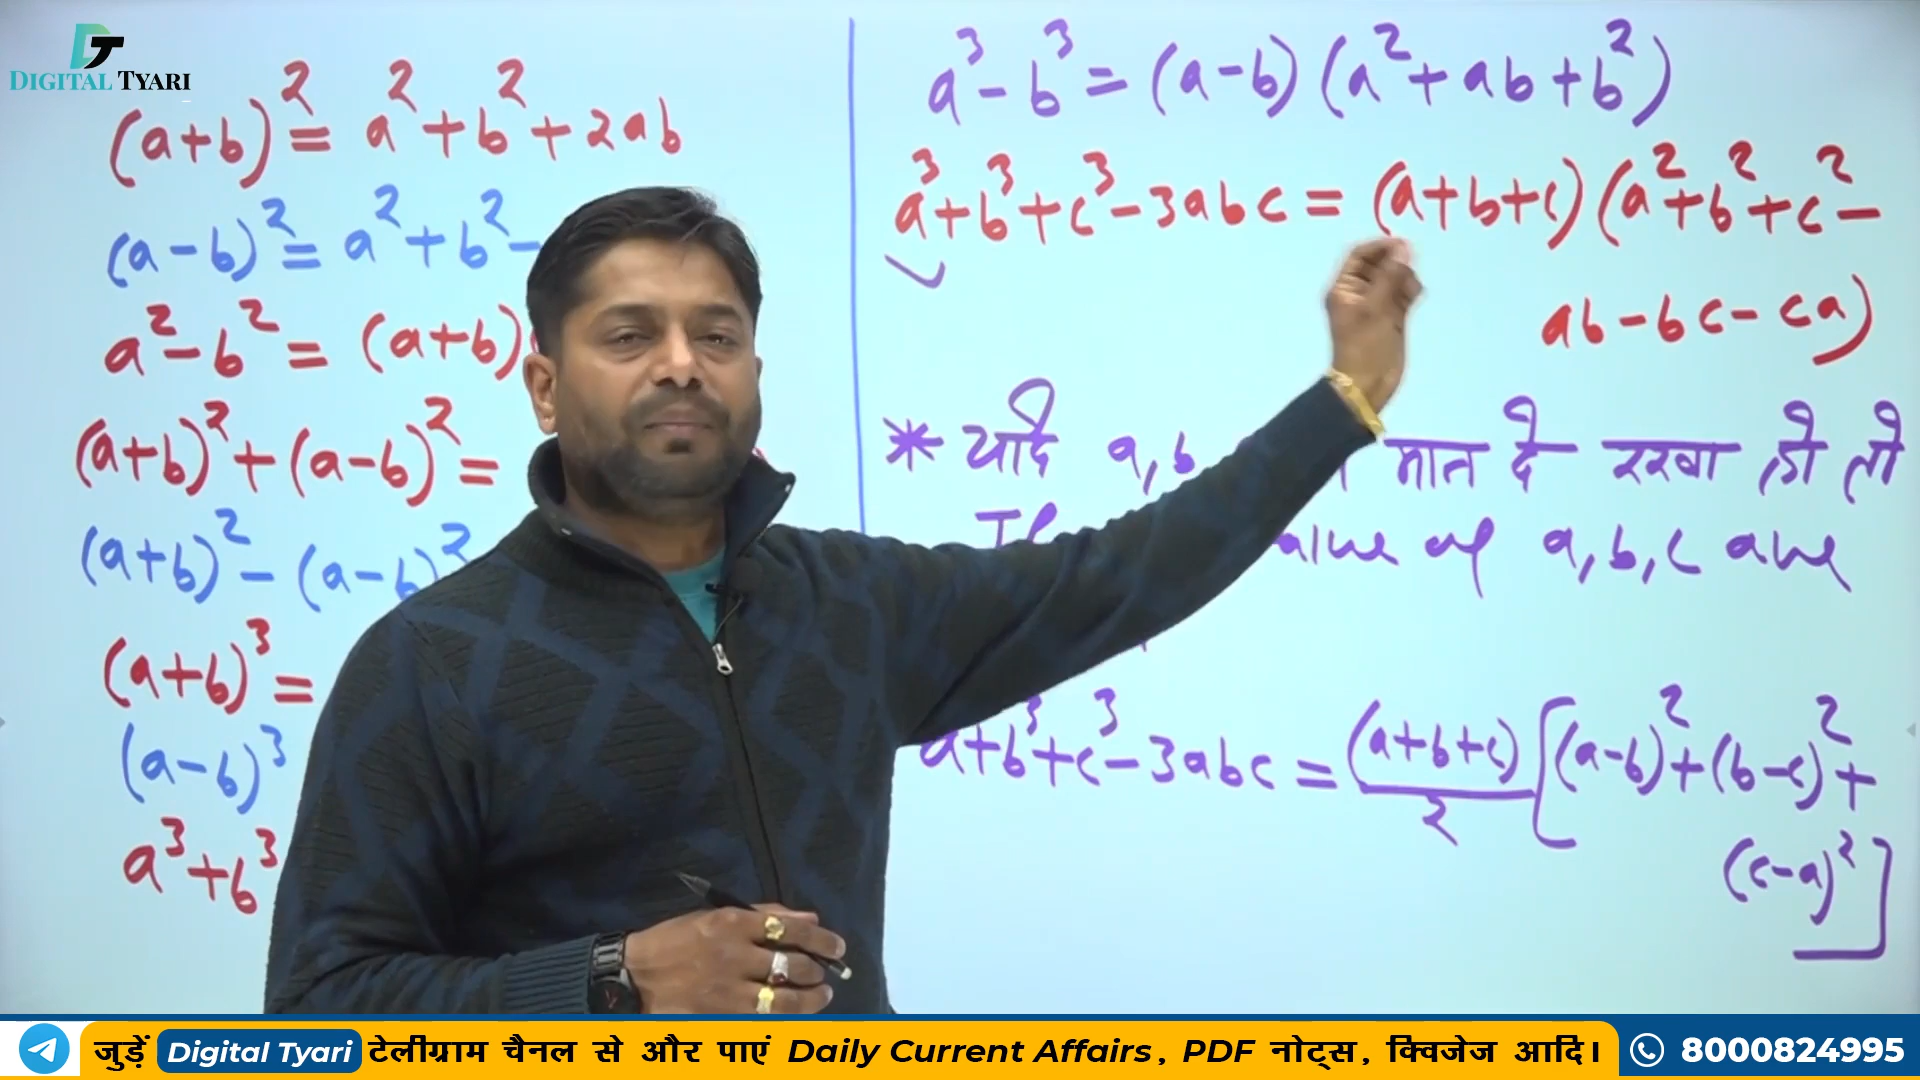 DIGITAL TYARI
(a+b)² = a² + b² + 2ab
(a-b)² = a² + b² -
a² - b² = (a+b)
(a+b)² + (a-b)² =
(a+b)² - (a-b)²
(a+b)³ =
(a-b)³
a³ + b³
a³ - b³ = (a-b) (a² + ab + b²)
a³ + b³ + c³ - 3abc = (a+b+c) (a² + b² + c² -
ab - bc - ca)
* यदि a, b मान दे रखा हो तो
If of a, b, c are
a³ + b³ + c³ - 3abc = (a+b+c)/2 [(a-b)² + (b-c)² +
(c-a)²]
जुड़ें Digital Tyari टेलीग्राम चैनल से और पाएं Daily Current Affairs, PDF नोट्स, क्विजेज आदि। 8000824995